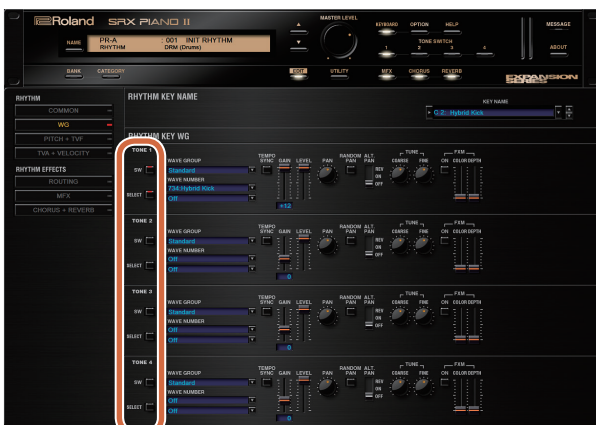 Roland SRX PIANO II
MASTER LEVEL
KEYBOARD OPTION HELP
MESSAGE
NAME
PR-A : 001 INIT RHYTHM
RHYTHM DRM (Drums)
TONE SWITCH
1 2 3 4
ABOUT
BANK CATEGORY
EDIT UTILITY
MFX CHORUS REVERB
EXPANSION
SERIES
RHYTHM
COMMON
WG
PITCH + TVF
TVA + VELOCITY
RHYTHM EFFECTS
ROUTING
MFX
CHORUS + REVERB
RHYTHM KEY NAME
KEY NAME
C 2: Hybrid Kick
RHYTHM KEY WG
TONE 1
SW
SELECT
WAVE GROUP
Standard
WAVE NUMBER
734:Hybrid Kick
Off
TEMPO SYNC GAIN LEVEL PAN RANDOM PAN ALT. PAN
REV
ON
OFF
+12
TUNE
COARSE FINE
FXM
ON COLOR DEPTH
TONE 2
SW
SELECT
WAVE GROUP
Standard
WAVE NUMBER
Off
Off
TEMPO SYNC GAIN LEVEL PAN RANDOM PAN ALT. PAN
REV
ON
OFF
0
TUNE
COARSE FINE
FXM
ON COLOR DEPTH
TONE 3
SW
SELECT
WAVE GROUP
Standard
WAVE NUMBER
Off
Off
TEMPO SYNC GAIN LEVEL PAN RANDOM PAN ALT. PAN
REV
ON
OFF
0
TUNE
COARSE FINE
FXM
ON COLOR DEPTH
TONE 4
SW
SELECT
WAVE GROUP
Standard
WAVE NUMBER
Off
Off
TEMPO SYNC GAIN LEVEL PAN RANDOM PAN ALT. PAN
REV
ON
OFF
0
TUNE
COARSE FINE
FXM
ON COLOR DEPTH